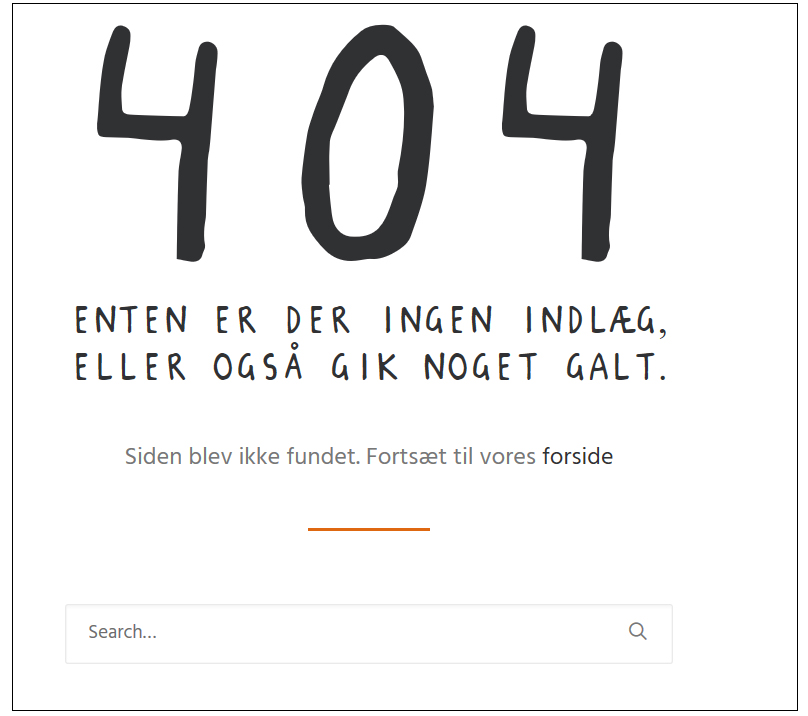 404
ENTEN ER DER INGEN INDLÆG,
ELLER OGSÅ GIK NOGET GALT.
Siden blev ikke fundet. Fortsæt til vores forside
Search...